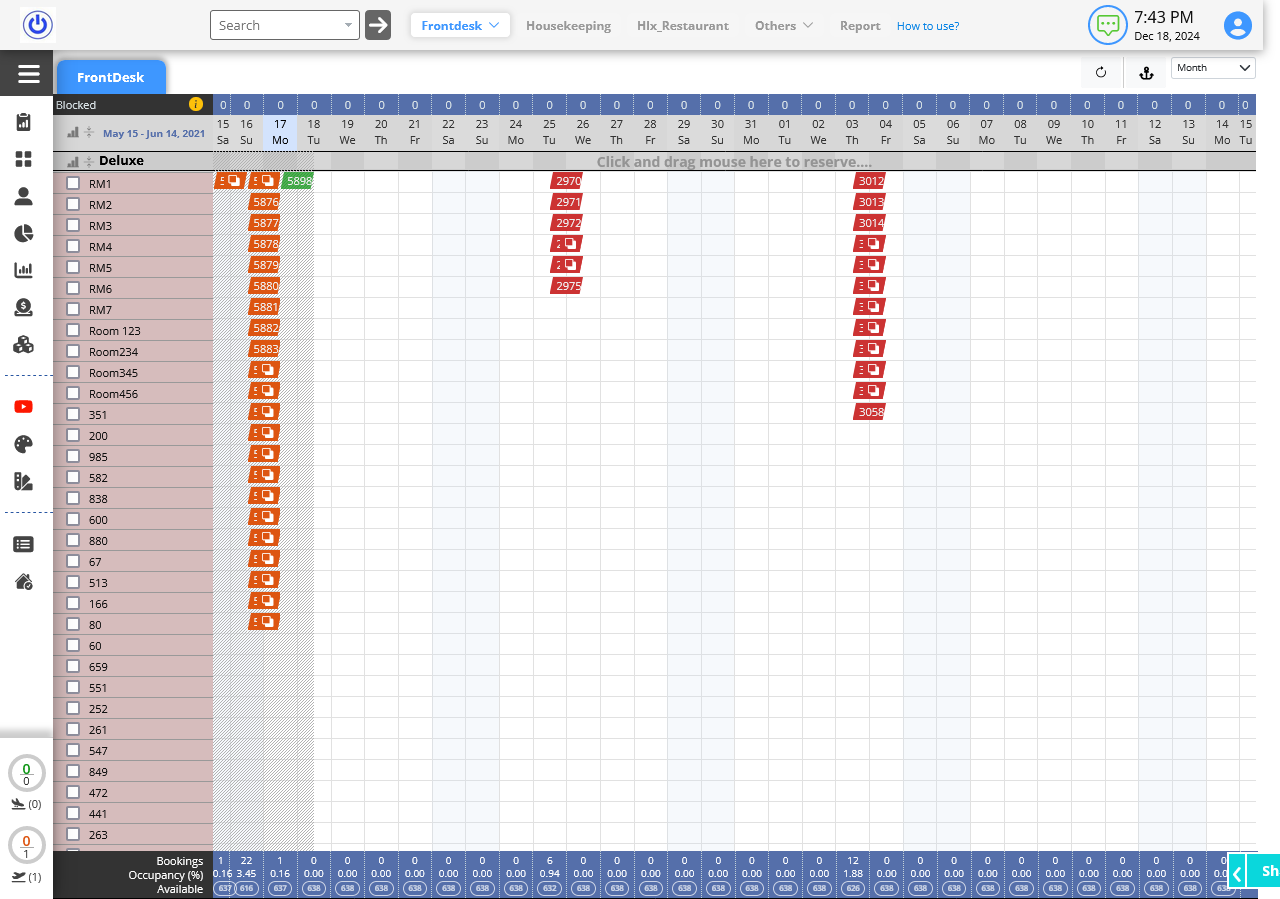 Search
Frontdesk Housekeeping Hlx_Restaurant Others Report How to use?
7:43 PM
Dec 18, 2024
FrontDesk
Month
Blocked 0 0 0 0 0 0 0 0 0 0 0 0 0 0 0 0 0 0 0 0 0 0 0 0 0 0 0 0 0 0 0 0
May 15 - Jun 14, 2021
15 16 17 18 19 20 21 22 23 24 25 26 27 28 29 30 31 01 02 03 04 05 06 07 08 09 10 11 12 13 14 15
Sa Su Mo Tu We Th Fr Sa Su Mo Tu We Th Fr Sa Su Mo Tu We Th Fr Sa Su Mo Tu We Th Fr Sa Su Mo Tu
Deluxe Click and drag mouse here to reserve....
RM1 5898 2970 3012
RM2 5876 2971 3013
RM3 5877 2972 3014
RM4 5878
RM5 5879
RM6 5880 2975
RM7 5881
Room 123 5882
Room234 5883
Room345
Room456
351 3058
200
985
582
838
600
880
67
513
166
80
60
659
551
252
261
547
849
472
441
263
0
0
(0)
0
1
(1)
Bookings 1 22 1 0 0 0 0 0 0 0 6 0 0 0 0 0 0 0 0 12 0 0 0 0 0 0 0 0 0 0 0
Occupancy (%) 0.16 3.45 0.16 0.00 0.00 0.00 0.00 0.00 0.00 0.00 0.94 0.00 0.00 0.00 0.00 0.00 0.00 0.00 0.00 1.88 0.00 0.00 0.00 0.00 0.00 0.00 0.00 0.00 0.00 0.00
Available 637 616 637 638 638 638 638 638 638 638 632 638 638 638 638 638 638 638 638 626 638 638 638 638 638 638 638 638 638 638
Sh